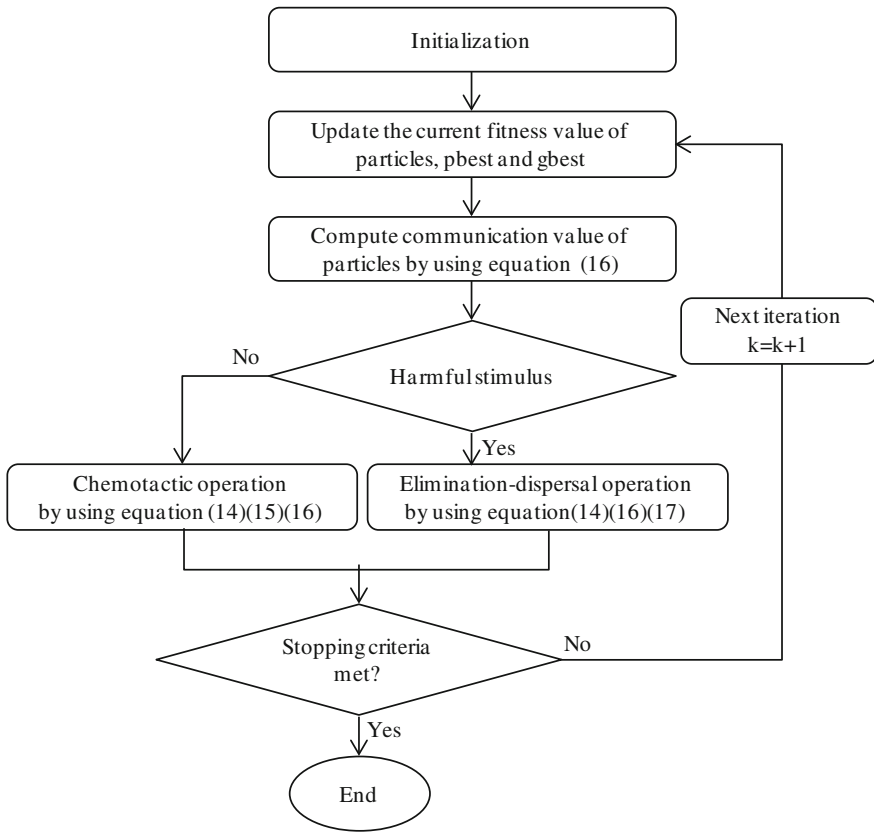 Initialization
Update the current fitness value of
particles, pbest and gbest
Compute communication value of
particles by using equation (16)
Next iteration
k=k+1
No
Harmful stimulus
Yes
Chemotactic operation
by using equation (14)(15)(16)
Elimination-dispersal operation
by using equation(14)(16)(17)
Stopping criteria
met?
No
Yes
End